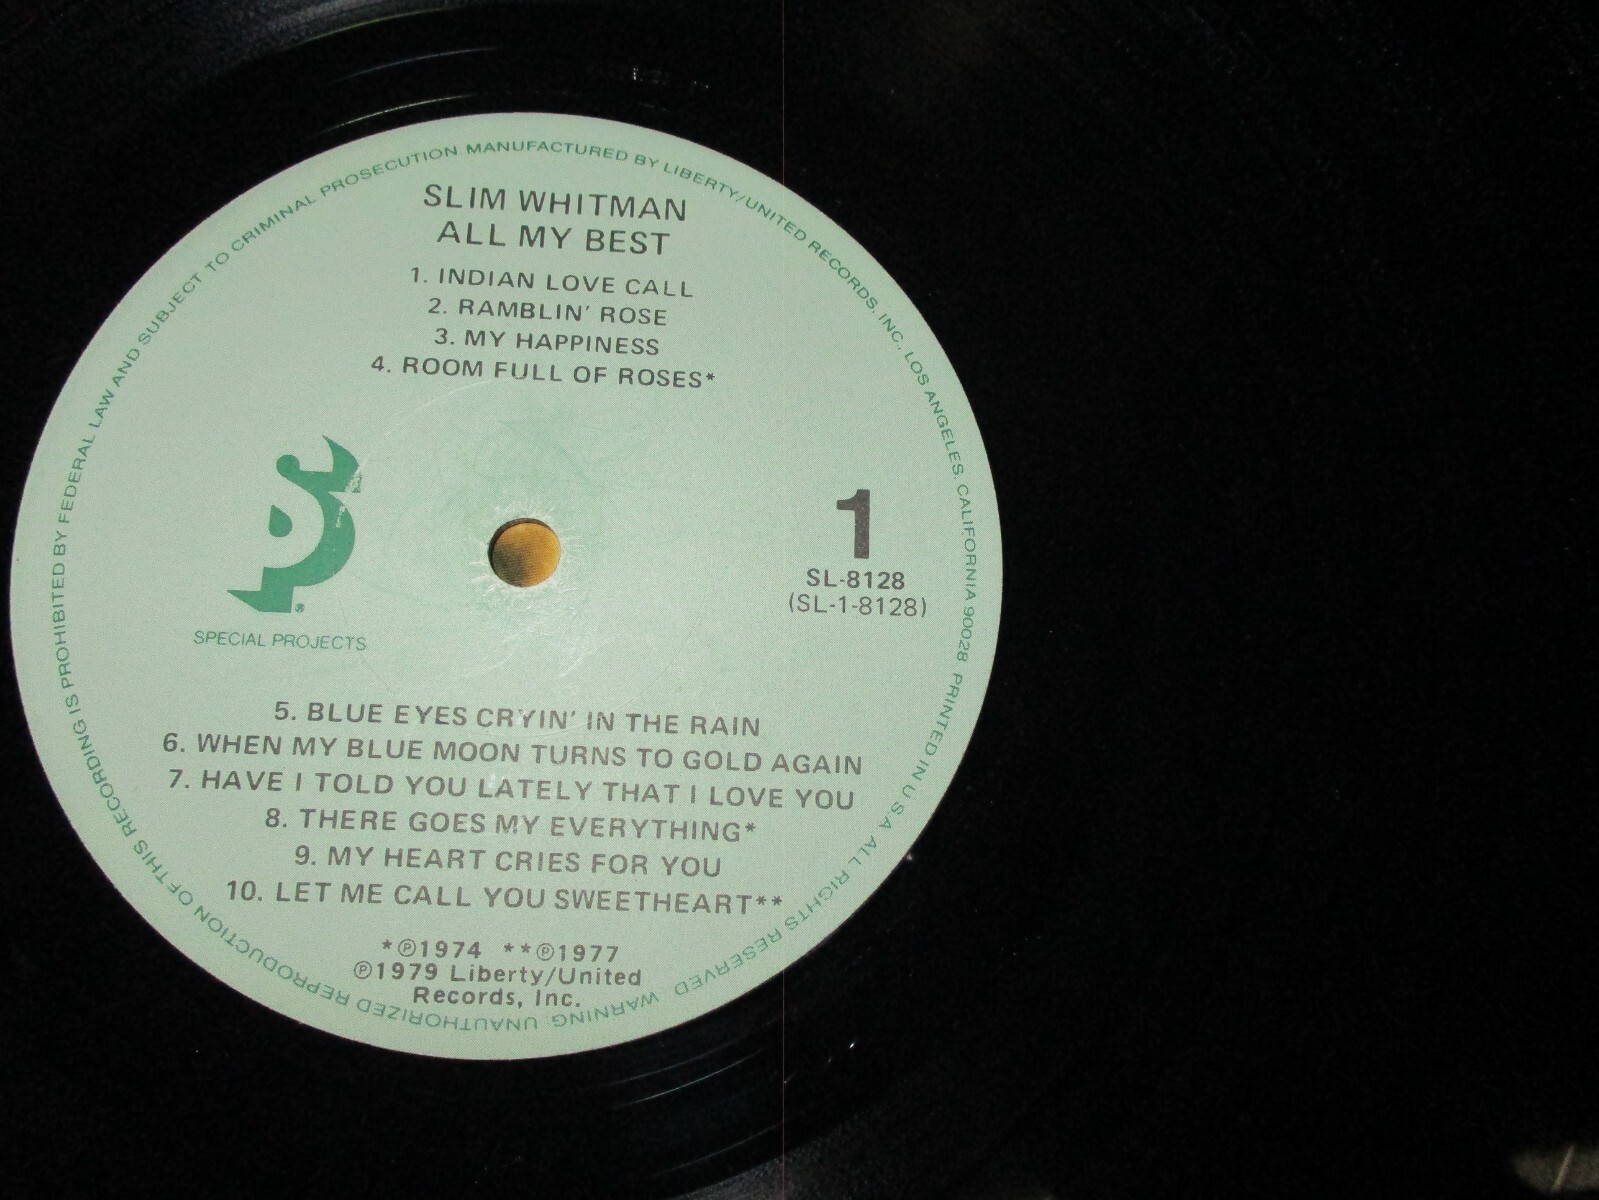 SLIM WHITMAN
ALL MY BEST
1. INDIAN LOVE CALL
2. RAMBLIN' ROSE
3. MY HAPPINESS
4. ROOM FULL OF ROSES*
®
SPECIAL PROJECTS
1
SL-8128
(SL-1-8128)
5. BLUE EYES CRYIN' IN THE RAIN
6. WHEN MY BLUE MOON TURNS TO GOLD AGAIN
7. HAVE I TOLD YOU LATELY THAT I LOVE YOU
8. THERE GOES MY EVERYTHING*
9. MY HEART CRIES FOR YOU
10. LET ME CALL YOU SWEETHEART**
*℗1974 **℗1977
℗1979 Liberty/United
Records, Inc.
MANUFACTURED BY LIBERTY/UNITED RECORDS, INC., LOS ANGELES, CALIFORNIA 90028 PRINTED IN U.S.A. ALL RIGHTS RESERVED. WARNING: UNAUTHORIZED REPRODUCTION OF THIS RECORDING IS PROHIBITED BY FEDERAL LAW AND SUBJECT TO CRIMINAL PROSECUTION.